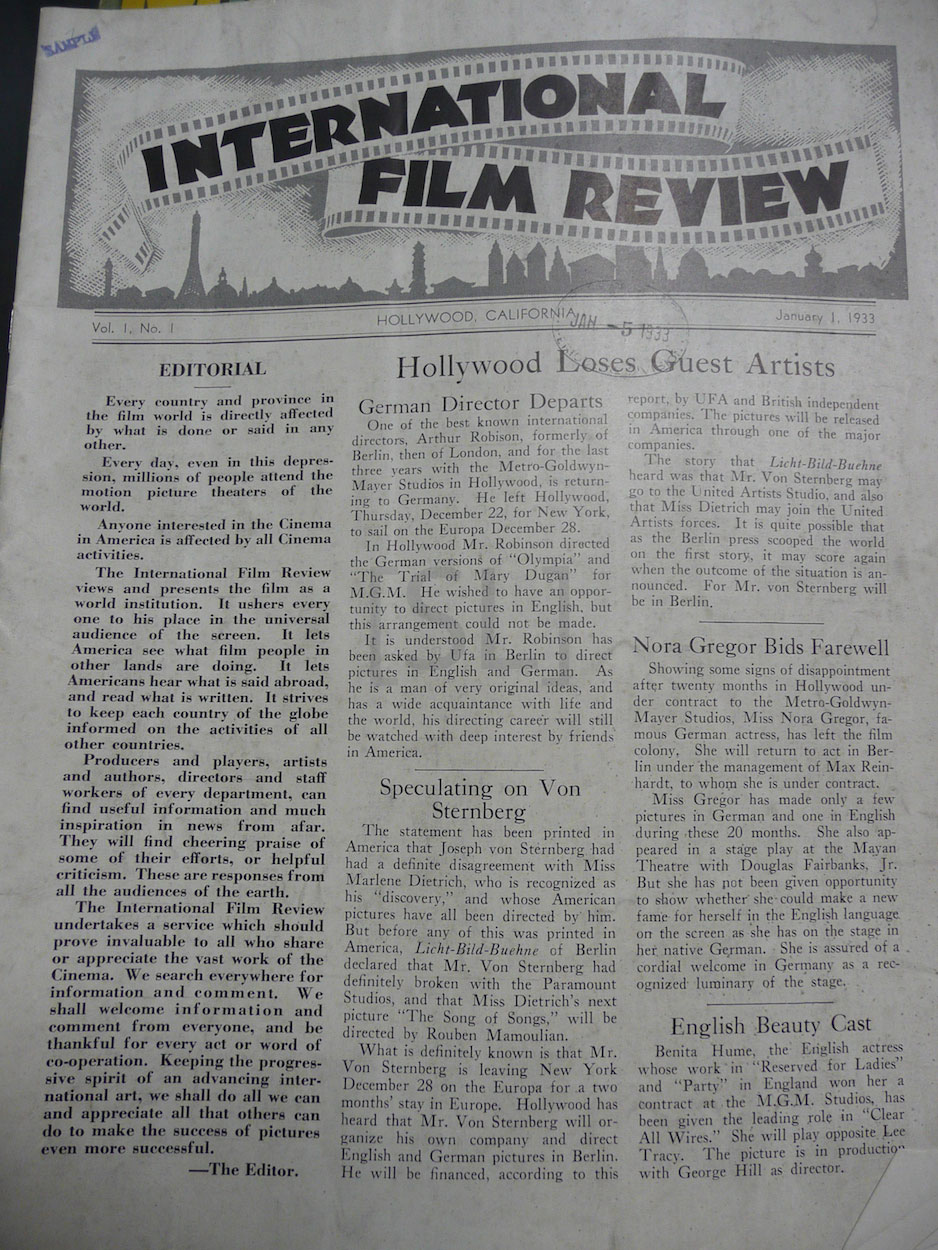 SAMPLE
INTERNATIONAL
FILM REVIEW
Vol. 1, No. 1
HOLLYWOOD, CALIFORNIA
January 1, 1933
JAN -5 1933
EDITORIAL
Every country and province in
the film world is directly affected
by what is done or said in any
other.
Every day, even in this depres-
sion, millions of people attend the
motion picture theaters of the
world.
Anyone interested in the Cinema
in America is affected by all Cinema
activities.
The International Film Review
views and presents the film as a
world institution. It ushers every
one to his place in the universal
audience of the screen. It lets
America see what film people in
other lands are doing. It lets
Americans hear what is said abroad,
and read what is written. It strives
to keep each country of the globe
informed on the activities of all
other countries.
Producers and players, artists
and authors, directors and staff
workers of every department, can
find useful information and much
inspiration in news from afar.
They will find cheering praise of
some of their efforts, or helpful
criticism. These are responses from
all the audiences of the earth.
The International Film Review
undertakes a service which should
prove invaluable to all who share
or appreciate the vast work of the
Cinema. We search everywhere for
information and comment. We
shall welcome information and
comment from everyone, and be
thankful for every act or word of
co-operation. Keeping the progres-
sive spirit of an advancing inter-
national art, we shall do all we can
and appreciate all that others can
do to make the success of pictures
even more successful.
—The Editor.
Hollywood Loses Guest Artists
German Director Departs
One of the best known international
directors, Arthur Robison, formerly of
Berlin, then of London, and for the last
three years with the Metro-Goldwyn-
Mayer Studios in Hollywood, is return-
ing to Germany. He left Hollywood,
Thursday, December 22, for New York,
to sail on the Europa December 28.
In Hollywood Mr. Robinson directed
the German versions of "Olympia" and
"The Trial of Mary Dugan" for
M.G.M. He wished to have an oppor-
tunity to direct pictures in English, but
this arrangement could not be made.
It is understood Mr. Robinson has
been asked by Ufa in Berlin to direct
pictures in English and German. As
he is a man of very original ideas, and
has a wide acquaintance with life and
the world, his directing career will still
be watched with deep interest by friends
in America.
Speculating on Von
Sternberg
The statement has been printed in
America that Joseph von Sternberg had
had a definite disagreement with Miss
Marlene Dietrich, who is recognized as
his "discovery," and whose American
pictures have all been directed by him.
But before any of this was printed in
America, Licht-Bild-Buehne of Berlin
declared that Mr. Von Sternberg had
definitely broken with the Paramount
Studios, and that Miss Dietrich's next
picture "The Song of Songs," will be
directed by Rouben Mamoulian.
What is definitely known is that Mr.
Von Sternberg is leaving New York
December 28 on the Europa for a two
months' stay in Europe. Hollywood has
heard that Mr. Von Sternberg will or-
ganize his own company and direct
English and German pictures in Berlin.
He will be financed, according to this
report, by UFA and British independent
companies. The pictures will be released
in America through one of the major
companies.
The story that Licht-Bild-Buehne
heard was that Mr. Von Sternberg may
go to the United Artists Studio, and also
that Miss Dietrich may join the United
Artists forces. It is quite possible that
as the Berlin press scooped the world
on the first story, it may score again
when the outcome of the situation is an-
nounced. For Mr. von Sternberg will
be in Berlin.
Nora Gregor Bids Farewell
Showing some signs of disappointment
after twenty months in Hollywood un-
der contract to the Metro-Goldwyn-
Mayer Studios, Miss Nora Gregor, fa-
mous German actress, has left the film
colony. She will return to act in Ber-
lin under the management of Max Rein-
hardt, to whom she is under contract.
Miss Gregor has made only a few
pictures in German and one in English
during these 20 months. She also ap-
peared in a stage play at the Mayan
Theatre with Douglas Fairbanks, Jr.
But she has not been given opportunity
to show whether she could make a new
fame for herself in the English language
on the screen as she has on the stage in
her native German. She is assured of a
cordial welcome in Germany as a rec-
ognized luminary of the stage.
English Beauty Cast
Benita Hume, the English actress
whose work in "Reserved for Ladies"
and "Party" in England won her a
contract at the M.G.M. Studios, has
been given the leading role in "Clear
All Wires." She will play opposite Lee
Tracy. The picture is in production
with George Hill as director.